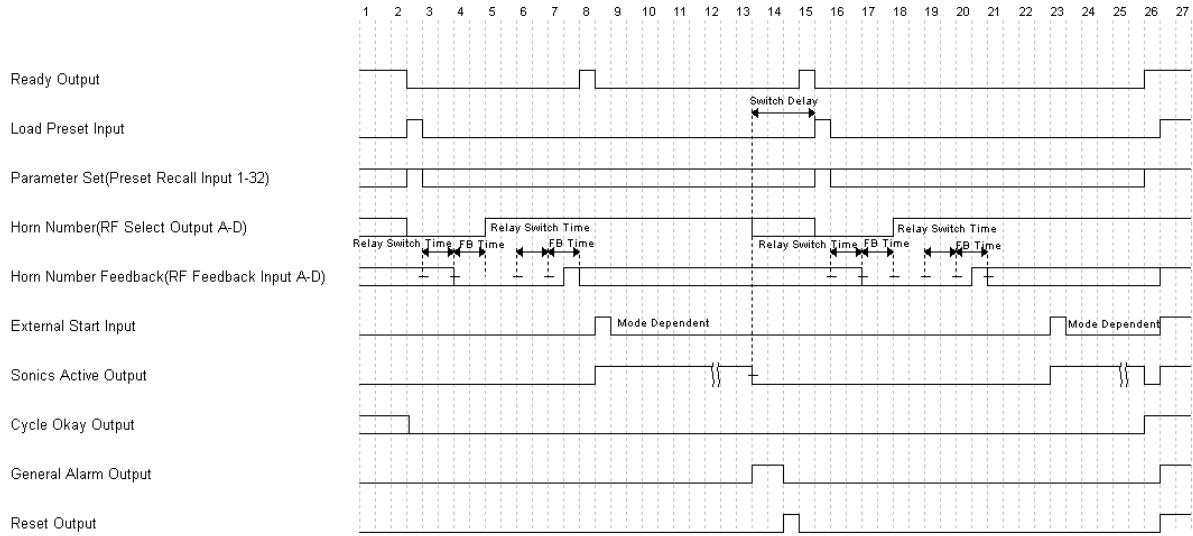 1 2 3 4 5 6 7 8 9 10 11 12 13 14 15 16 17 18 19 20 21 22 23 24 25 26 27
Ready Output
Switch Delay
Load Preset Input
Parameter Set(Preset Recall Input 1-32)
Horn Number(RF Select Output A-D)
Relay Switch Time
Relay Switch Time
Relay Switch Time
FB Time
FB Time
Relay Switch Time
FB Time
FB Time
Horn Number Feedback(RF Feedback Input A-D)
External Start Input
Mode Dependent
Mode Dependent
Sonics Active Output
Cycle Okay Output
General Alarm Output
Reset Output